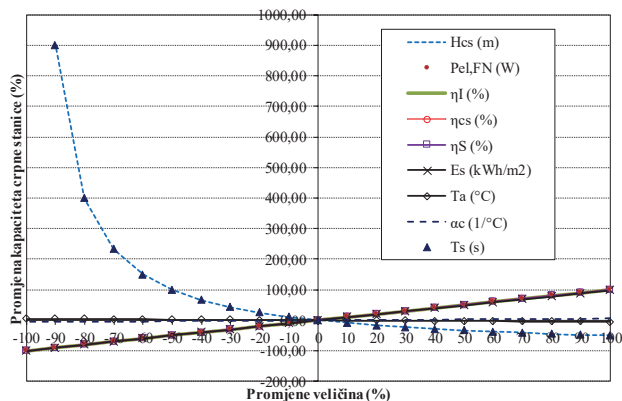 1000,00
900,00
800,00
700,00
600,00
500,00
400,00
300,00
200,00
100,00
0,00
-100,00
-200,00
Promjena kapaciteta crpne stanice (%)
Hcs (m)
Pel,FN (W)
ηI (%)
ηcs (%)
ηS (%)
Es (kWh/m2)
Ta (°C)
αc (1/°C)
Ts (s)
-100 -90 -80 -70 -60 -50 -40 -30 -20 -10 0 10 20 30 40 50 60 70 80 90 100
Promjene veličina (%)